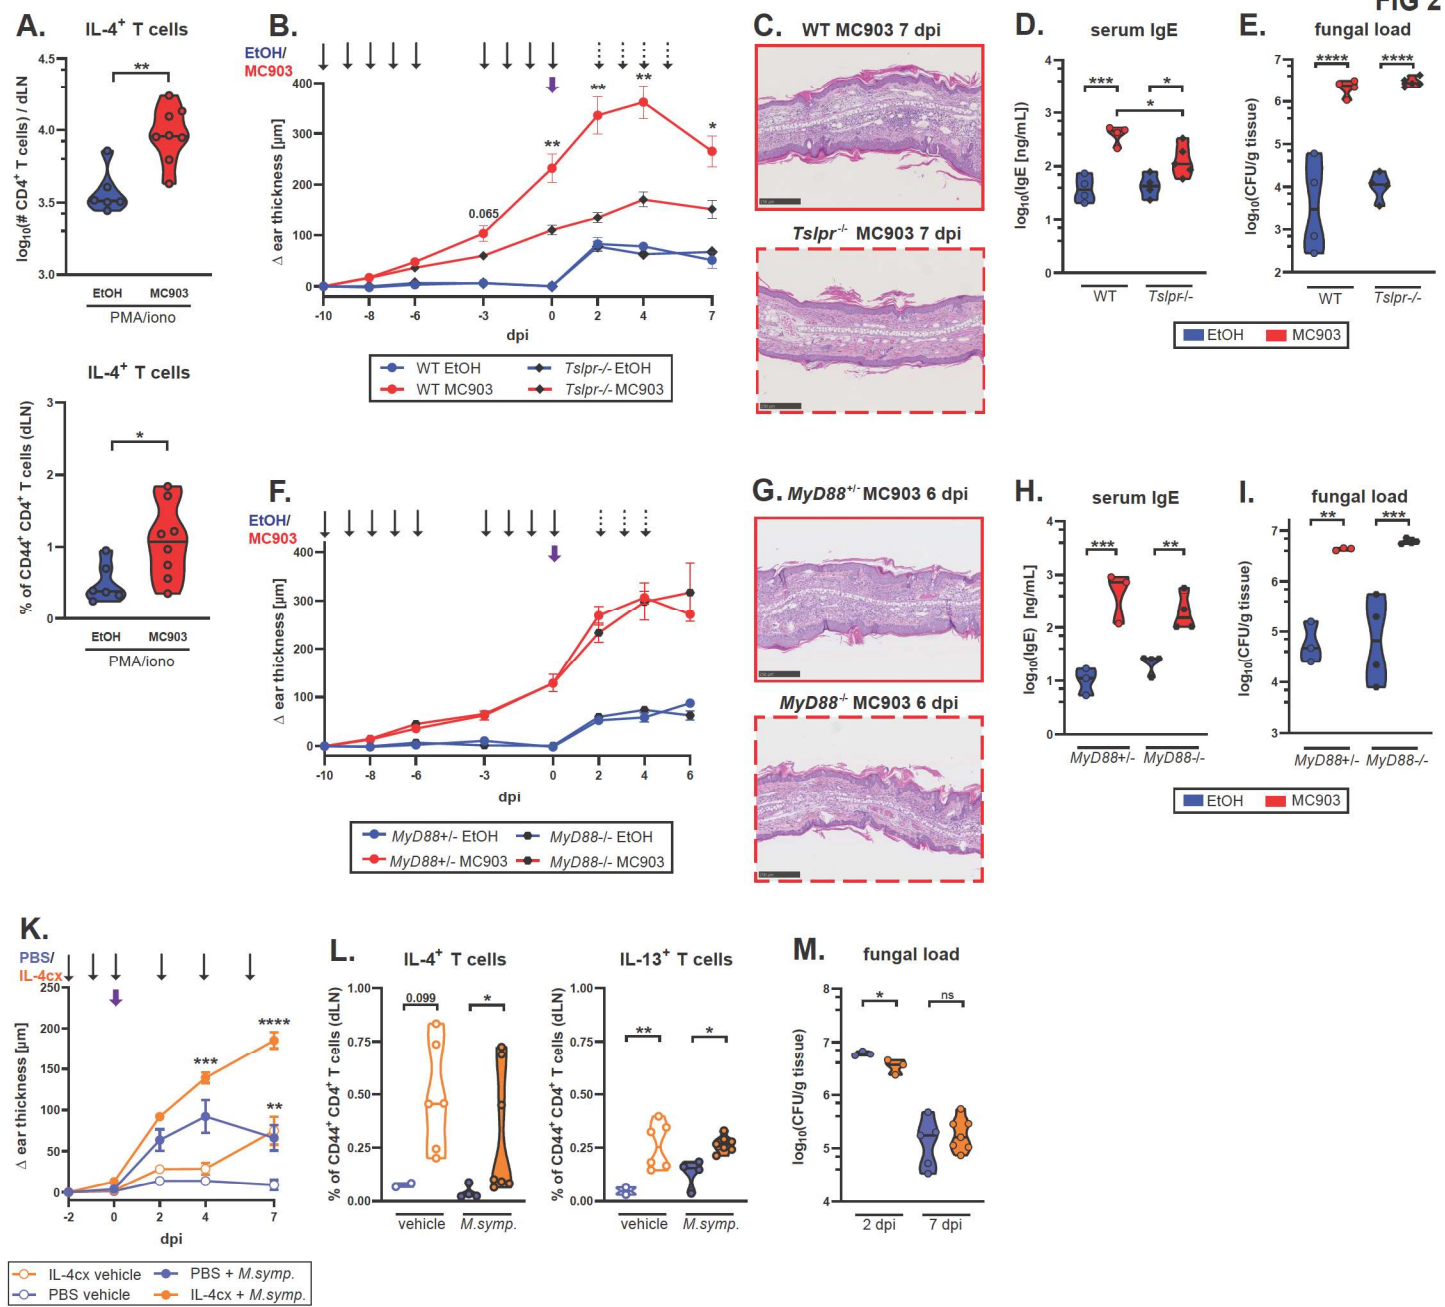 FIG 2
A.
IL-4+ T cells
**
4.5
4.0
3.5
3.0
log10(# CD4+ T cells) / dLN
EtOH MC903
PMA/iono
IL-4+ T cells
*
3
2
1
0
% of CD44+ CD4+ T cells (dLN)
EtOH MC903
PMA/iono
B.
EtOH/
MC903
400
300
200
100
0
Δ ear thickness [µm]
0.065
**
**
**
*
-10 -8 -6 -3 0 2 4 7
dpi
WT EtOH
Tslpr-/- EtOH
WT MC903
Tslpr-/- MC903
C.
WT MC903 7 dpi
Tslpr-/- MC903 7 dpi
D.
serum IgE
*** *
*
4
3
2
1
0
log10(IgE [ng/mL])
WT Tslpr-/-
E.
fungal load
**** ****
7
6
5
4
3
2
log10(CFU/g tissue)
WT Tslpr-/-
EtOH MC903
F.
EtOH/
MC903
400
300
200
100
0
Δ ear thickness [µm]
-10 -8 -6 -3 0 2 4 6
dpi
MyD88+/- EtOH
MyD88-/- EtOH
MyD88+/- MC903
MyD88-/- MC903
G.
MyD88+/- MC903 6 dpi
MyD88-/- MC903 6 dpi
H.
serum IgE
*** **
4
3
2
1
0
log10(IgE) [ng/mL]
MyD88+/- MyD88-/-
I.
fungal load
** ***
7
6
5
4
3
log10(CFU/g tissue)
MyD88+/- MyD88-/-
EtOH MC903
K.
PBS/
IL-4cx
250
200
150
100
50
0
Δ ear thickness [µm]
***
****
**
-2 0 2 4 7
dpi
IL-4cx vehicle
PBS + M.symp.
PBS vehicle
IL-4cx + M.symp.
L.
IL-4+ T cells
0.099 *
1.00
0.75
0.50
0.25
0.00
% of CD44+ CD4+ T cells (dLN)
vehicle M.symp.
IL-13+ T cells
** *
1.00
0.75
0.50
0.25
0.00
% of CD44+ CD4+ T cells (dLN)
vehicle M.symp.
M.
fungal load
* ns
8
7
6
5
4
log10(CFU/g tissue)
2 dpi 7 dpi